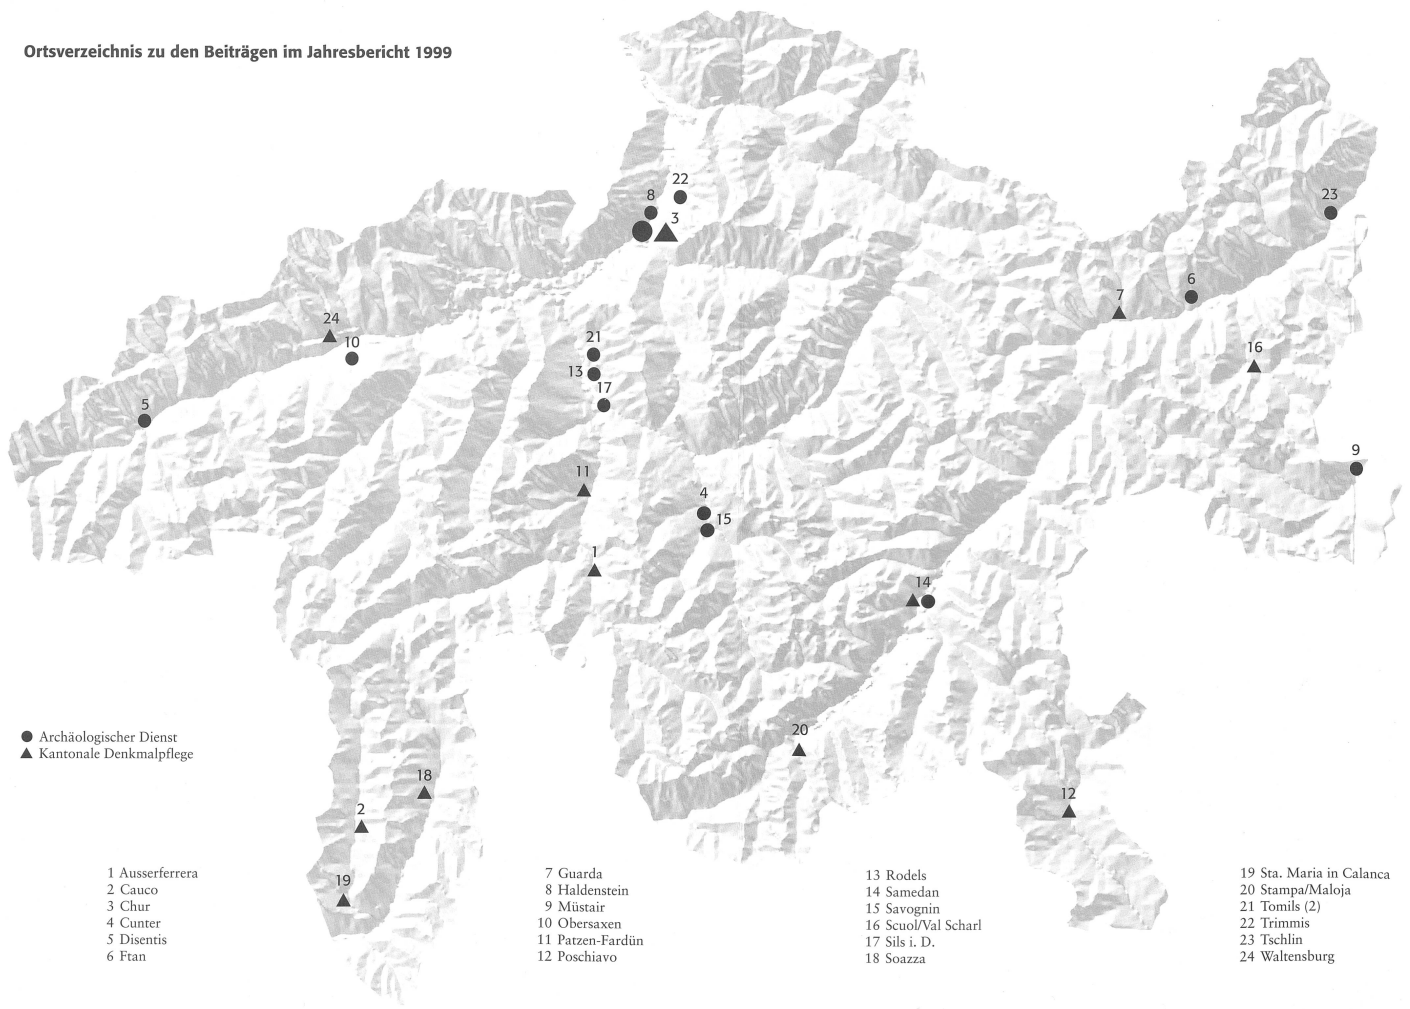 Ortsverzeichnis zu den Beiträgen im Jahresbericht 1999
22
8
3
23
6
7
24
10
21
13
17
16
5
9
11
4
15
1
14
20
18
12
2
19
Archäologischer Dienst
Kantonale Denkmalpflege
1 Ausserferrera
2 Cauco
3 Chur
4 Cunter
5 Disentis
6 Ftan
7 Guarda
8 Haldenstein
9 Müstair
10 Obersaxen
11 Patzen-Fardün
12 Poschiavo
13 Rodels
14 Samedan
15 Savognin
16 Scuol/Val Scharl
17 Sils i. D.
18 Soazza
19 Sta. Maria in Calanca
20 Stampa/Maloja
21 Tomils (2)
22 Trimmis
23 Tschlin
24 Waltensburg